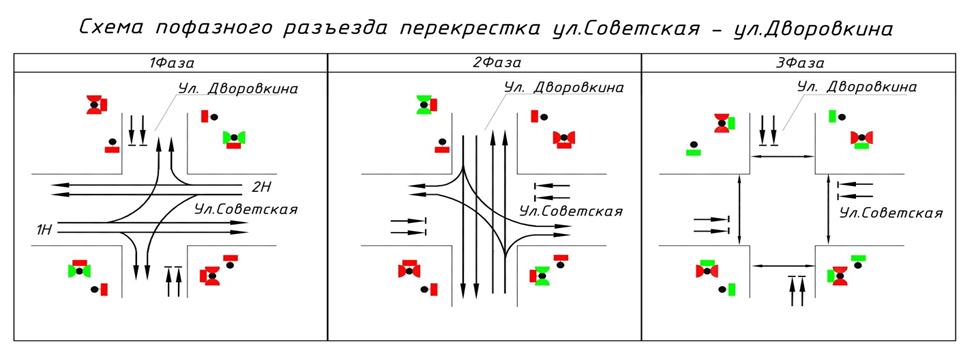 Схема пофазного разъезда перекрестка ул.Советская - ул.Дворовкина
1Фаза
Ул. Дворовкина
2Н
Ул.Советская
1Н
2Фаза
Ул. Дворовкина
Ул.Советская
3Фаза
Ул. Дворовкина
Ул.Советская